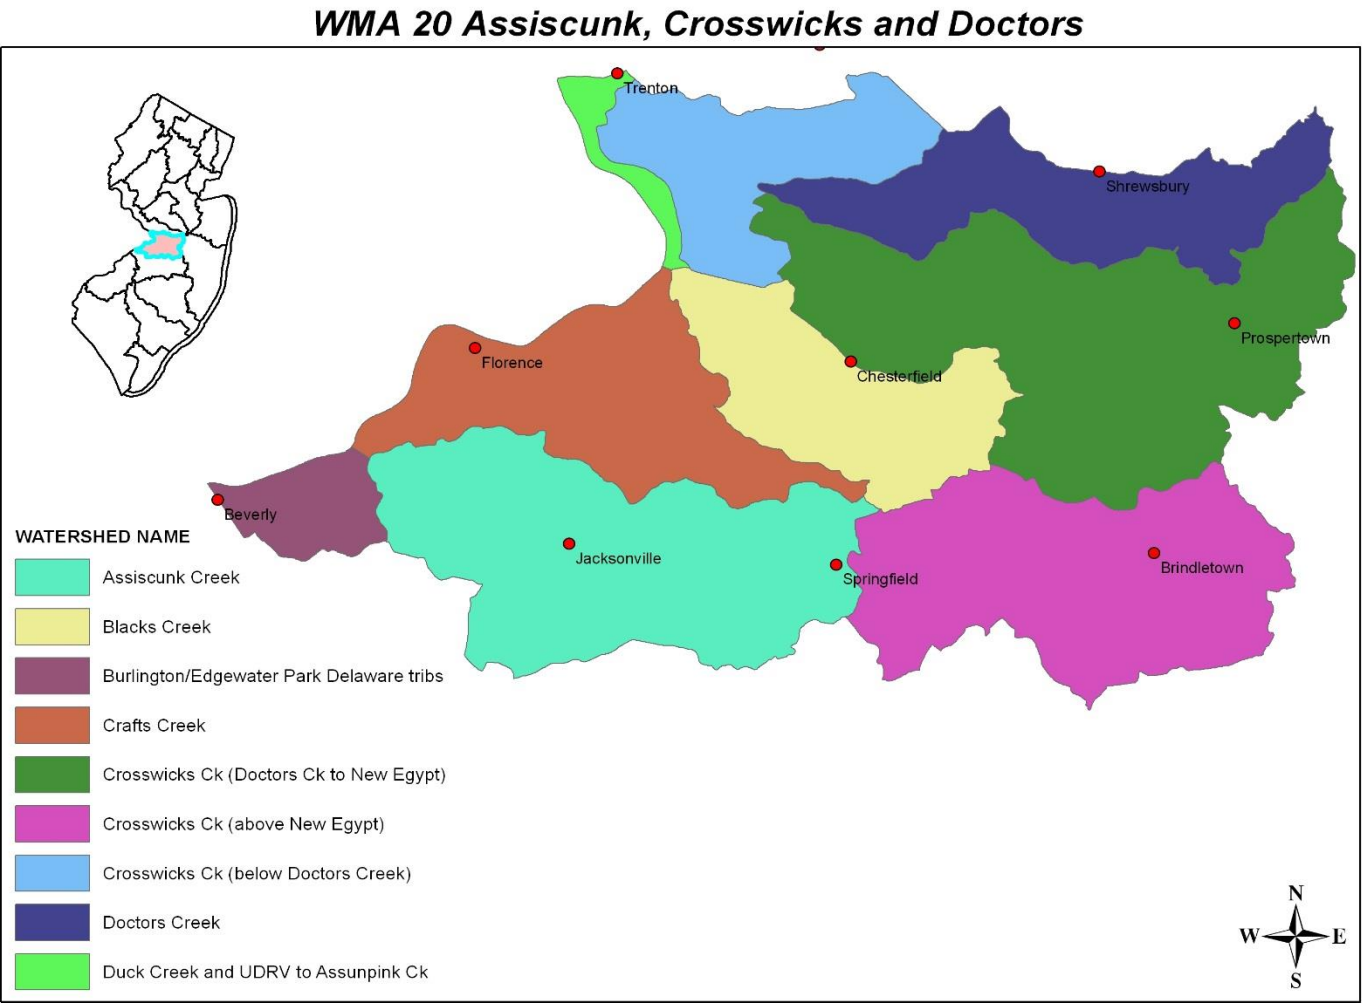 WMA 20 Assiscunk, Crosswicks and Doctors
Trenton
Shrewsbury
Prospertown
Florence
Chesterfield
Beverly
Jacksonville
Springfield
Brindletown
WATERSHED NAME
Assiscunk Creek
Blacks Creek
Burlington/Edgewater Park Delaware tribs
Crafts Creek
Crosswicks Ck (Doctors Ck to New Egypt)
Crosswicks Ck (above New Egypt)
Crosswicks Ck (below Doctors Creek)
Doctors Creek
Duck Creek and UDRV to Assunpink Ck
N
W E
S